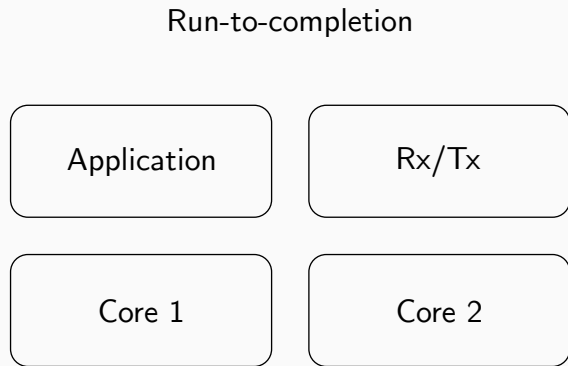 Run-to-completion
Application
Rx/Tx
Core 1
Core 2